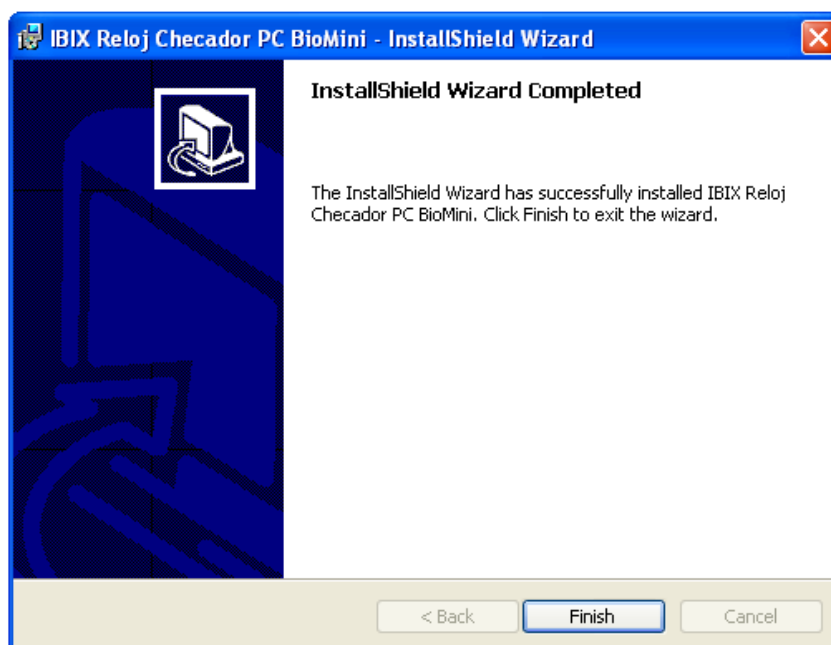 IBIX Reloj Checador PC BioMini - InstallShield Wizard
InstallShield Wizard Completed
The InstallShield Wizard has successfully installed IBIX Reloj
Checador PC BioMini. Click Finish to exit the wizard.
< Back
Finish
Cancel